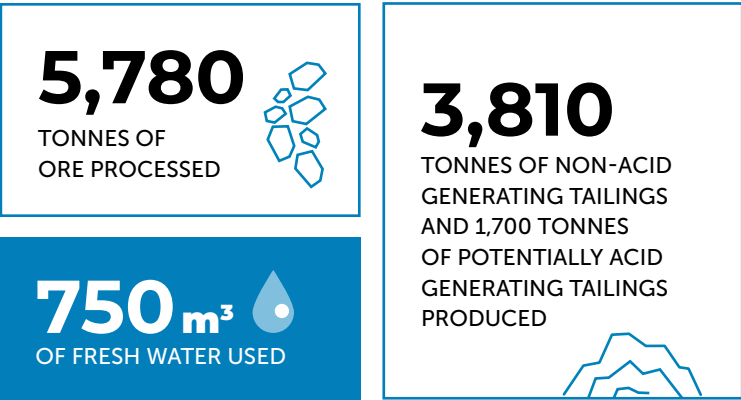 5,780
TONNES OF
ORE PROCESSED
750 m³
OF FRESH WATER USED
3,810
TONNES OF NON-ACID
GENERATING TAILINGS
AND 1,700 TONNES
OF POTENTIALLY ACID
GENERATING TAILINGS
PRODUCED